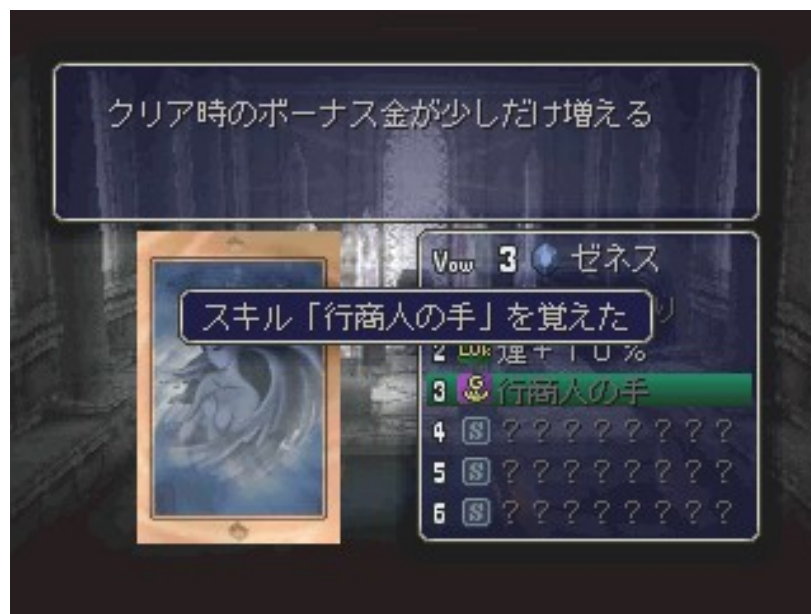 クリア時のボーナス金が少しだけ増える
Vow 3 ゼネス
スキル「行商人の手」を覚えた
2 LUK 運+10%
3 G 行商人の手
4 S ????????
5 S ????????
6 S ????????